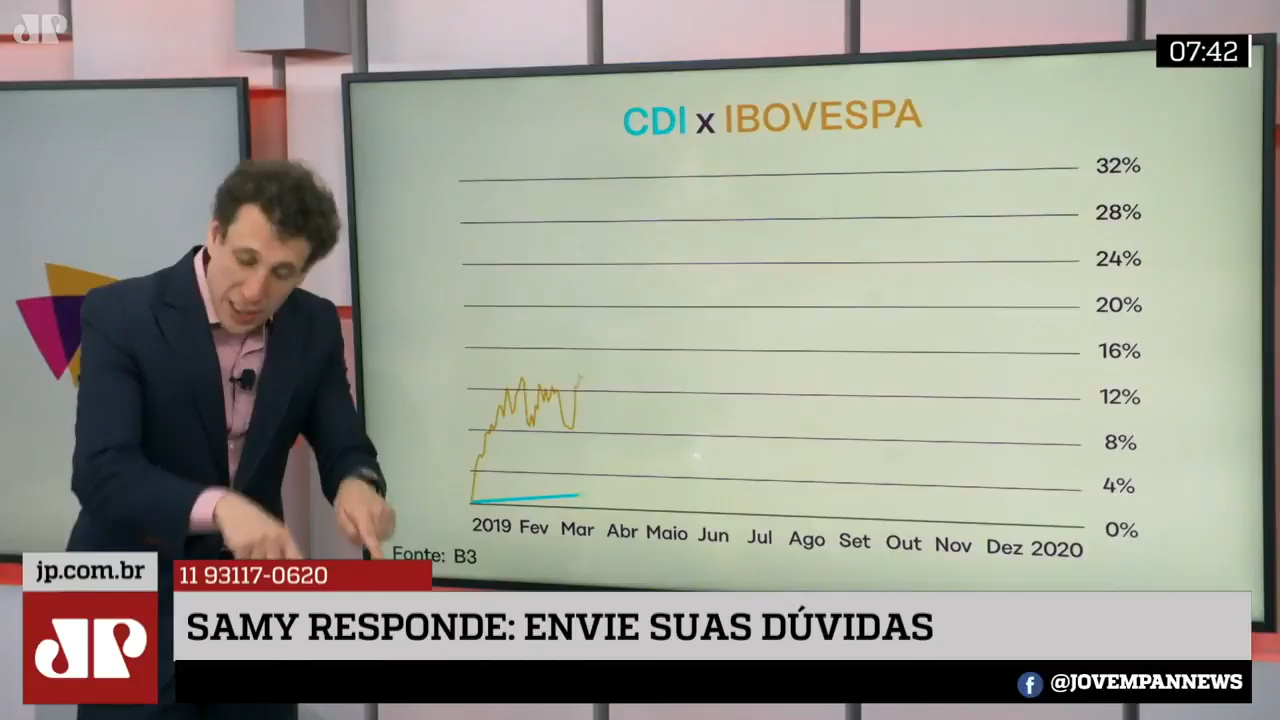 JP
07:42
CDI x IBOVESPA
32%
28%
24%
20%
16%
12%
8%
4%
0%
2019 Fev Mar Abr Maio Jun Jul Ago Set Out Nov Dez 2020
Fonte: B3
jp.com.br
11 93117-0620
JP
SAMY RESPONDE: ENVIE SUAS DÚVIDAS
f @JOVEMPANNEWS